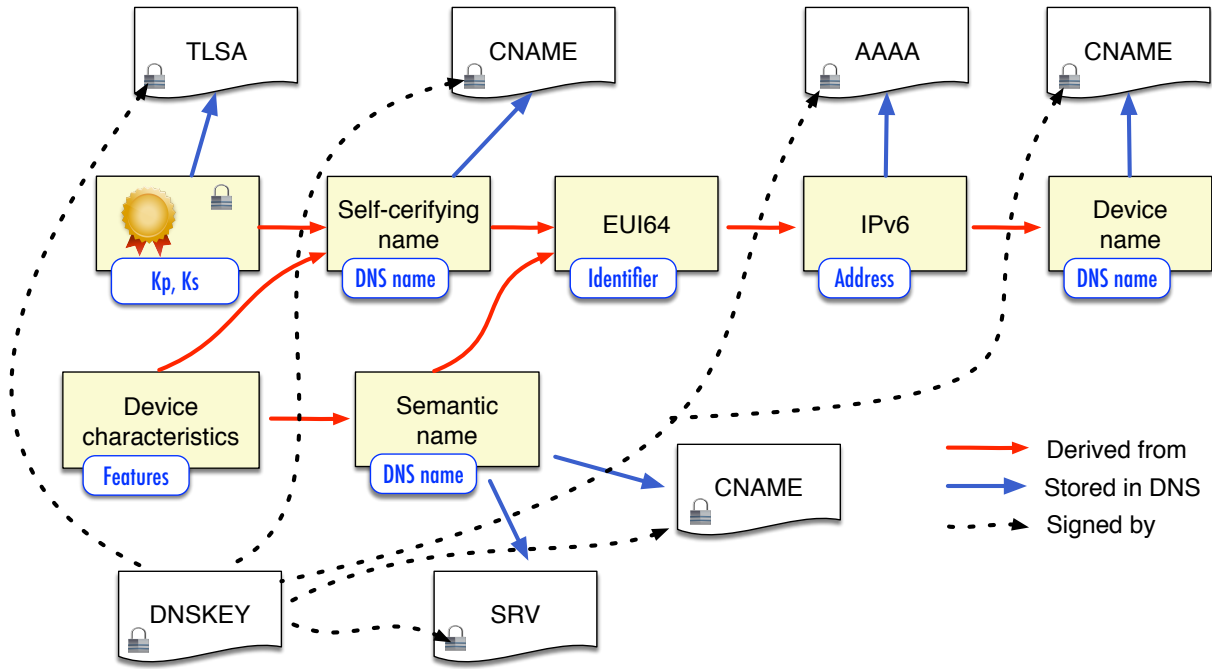 TLSA
CNAME
AAAA
CNAME
Self-cerifying
name
EUI64
IPv6
Device
name
Kp, Ks
DNS name
Identifier
Address
DNS name
Device
characteristics
Features
Semantic
name
DNS name
CNAME
Derived from
Stored in DNS
Signed by
DNSKEY
SRV